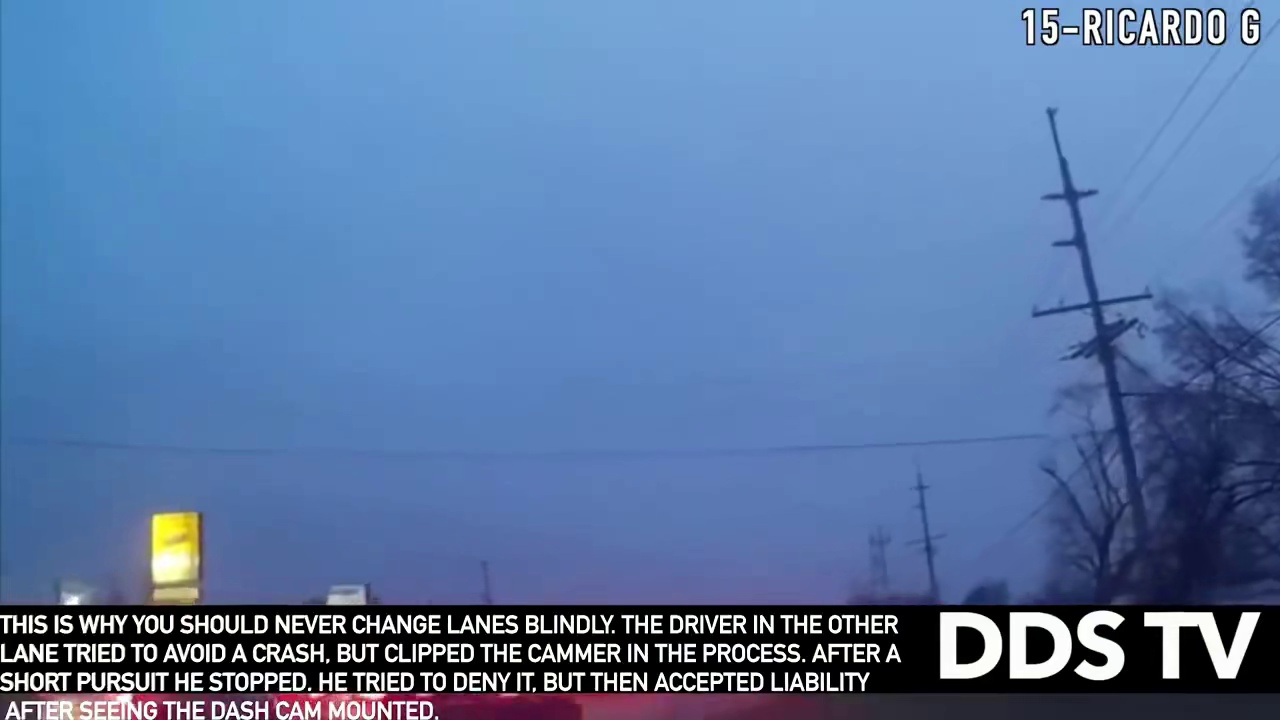 15-RICARDO G
THIS IS WHY YOU SHOULD NEVER CHANGE LANES BLINDLY. THE DRIVER IN THE OTHER
LANE TRIED TO AVOID A CRASH, BUT CLIPPED THE CAMMER IN THE PROCESS. AFTER A
SHORT PURSUIT HE STOPPED. HE TRIED TO DENY IT, BUT THEN ACCEPTED LIABILITY
AFTER SEEING THE DASH CAM MOUNTED.
DDS TV